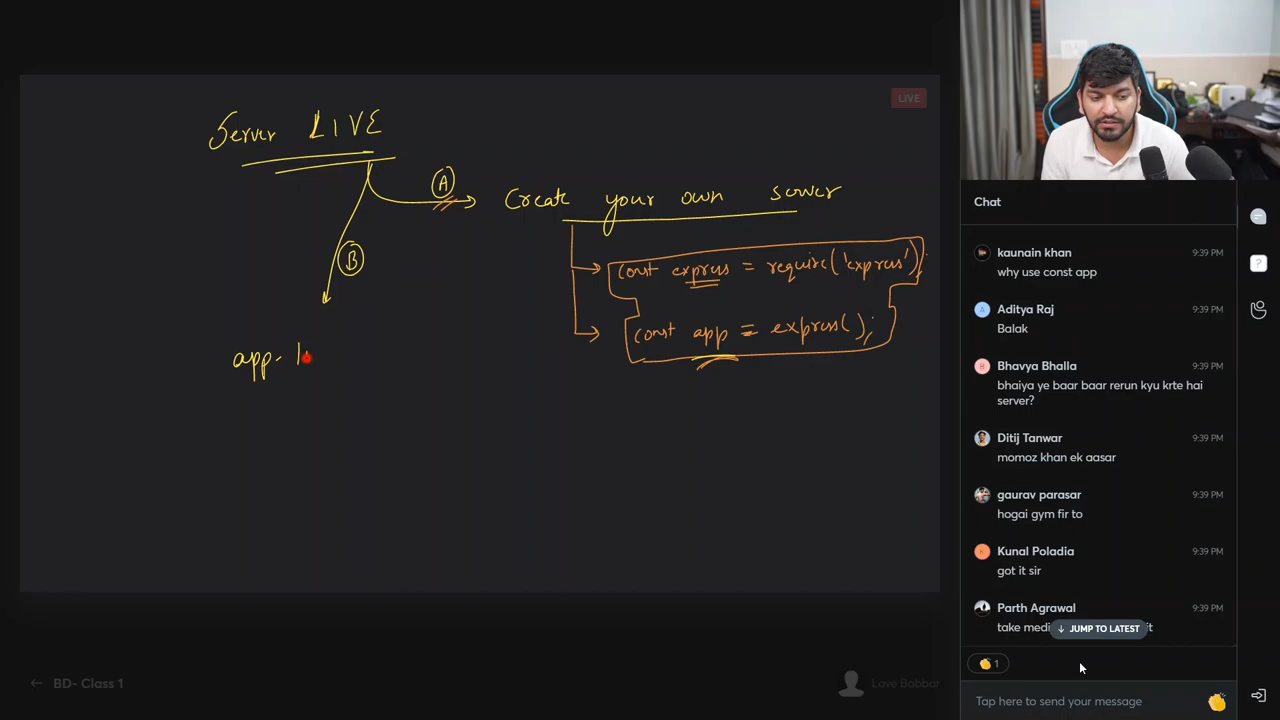 Server LIVE
LIVE
A
Create your own server
B
const express = require('express');
const app = express();
app. l
BD- Class 1
Love Babbar
Chat
kaunain khan 9:39 PM
why use const app
Aditya Raj 9:39 PM
Balak
Bhavya Bhalla 9:39 PM
bhaiya ye baar baar rerun kyu krte hai
server?
Ditij Tanwar 9:39 PM
momoz khan ek aasar
gaurav parasar 9:39 PM
hogai gym fir to
Kunal Poladia 9:39 PM
got it sir
Parth Agrawal 9:39 PM
take medi
JUMP TO LATEST
1
Tap here to send your message